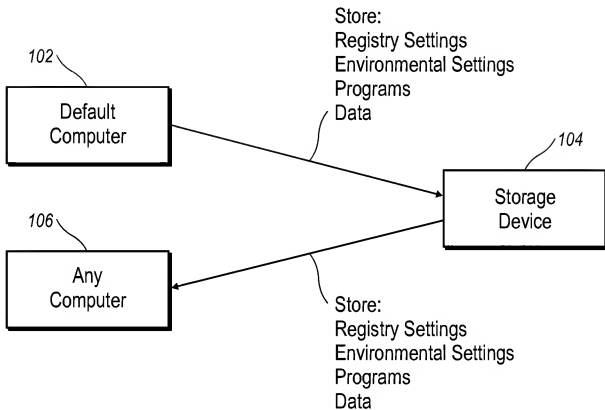 Store:
Registry Settings
Environmental Settings
Programs
Data
102
Default
Computer
104
Storage
Device
106
Any
Computer
Store:
Registry Settings
Environmental Settings
Programs
Data